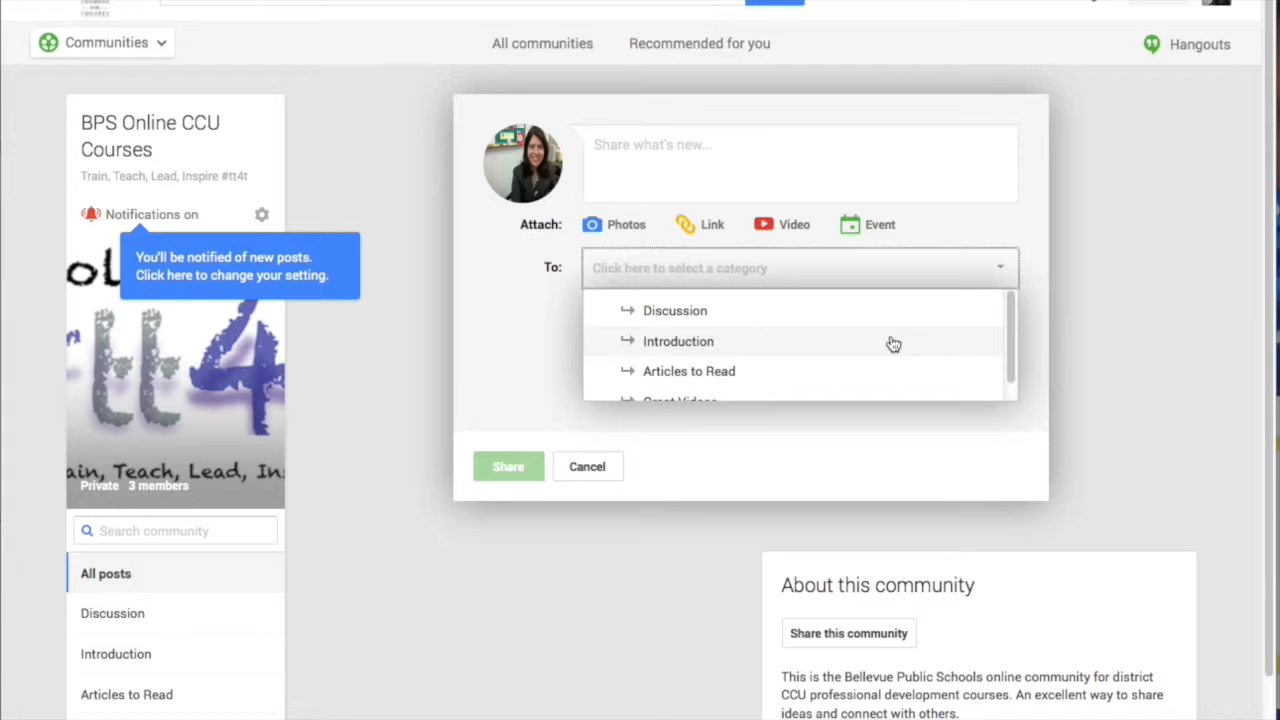 Communities
All communities
Recommended for you
Hangouts
BPS Online CCU
Courses
Train, Teach, Lead, Inspire #tt4t
Notifications on
You'll be notified of new posts.
Click here to change your setting.
tt4
ain, Teach, Lead, Ins
Private 3 members
Search community
All posts
Discussion
Introduction
Articles to Read
Share what's new...
Attach:
Photos
Link
Video
Event
To:
Click here to select a category
Discussion
Introduction
Articles to Read
Great Videos
Share
Cancel
About this community
Share this community
This is the Bellevue Public Schools online community for district
CCU professional development courses. An excellent way to share
ideas and connect with others.